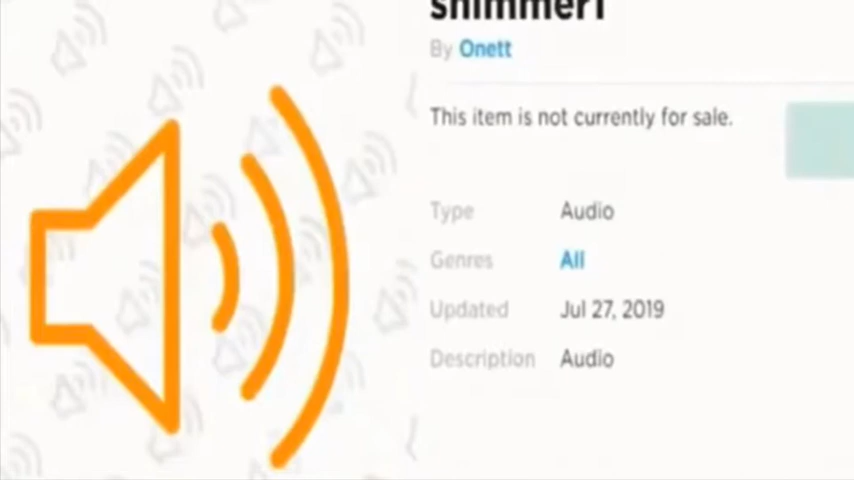 shimmer1
By Onett
This item is not currently for sale.
Type Audio
Genres All
Updated Jul 27, 2019
Description Audio